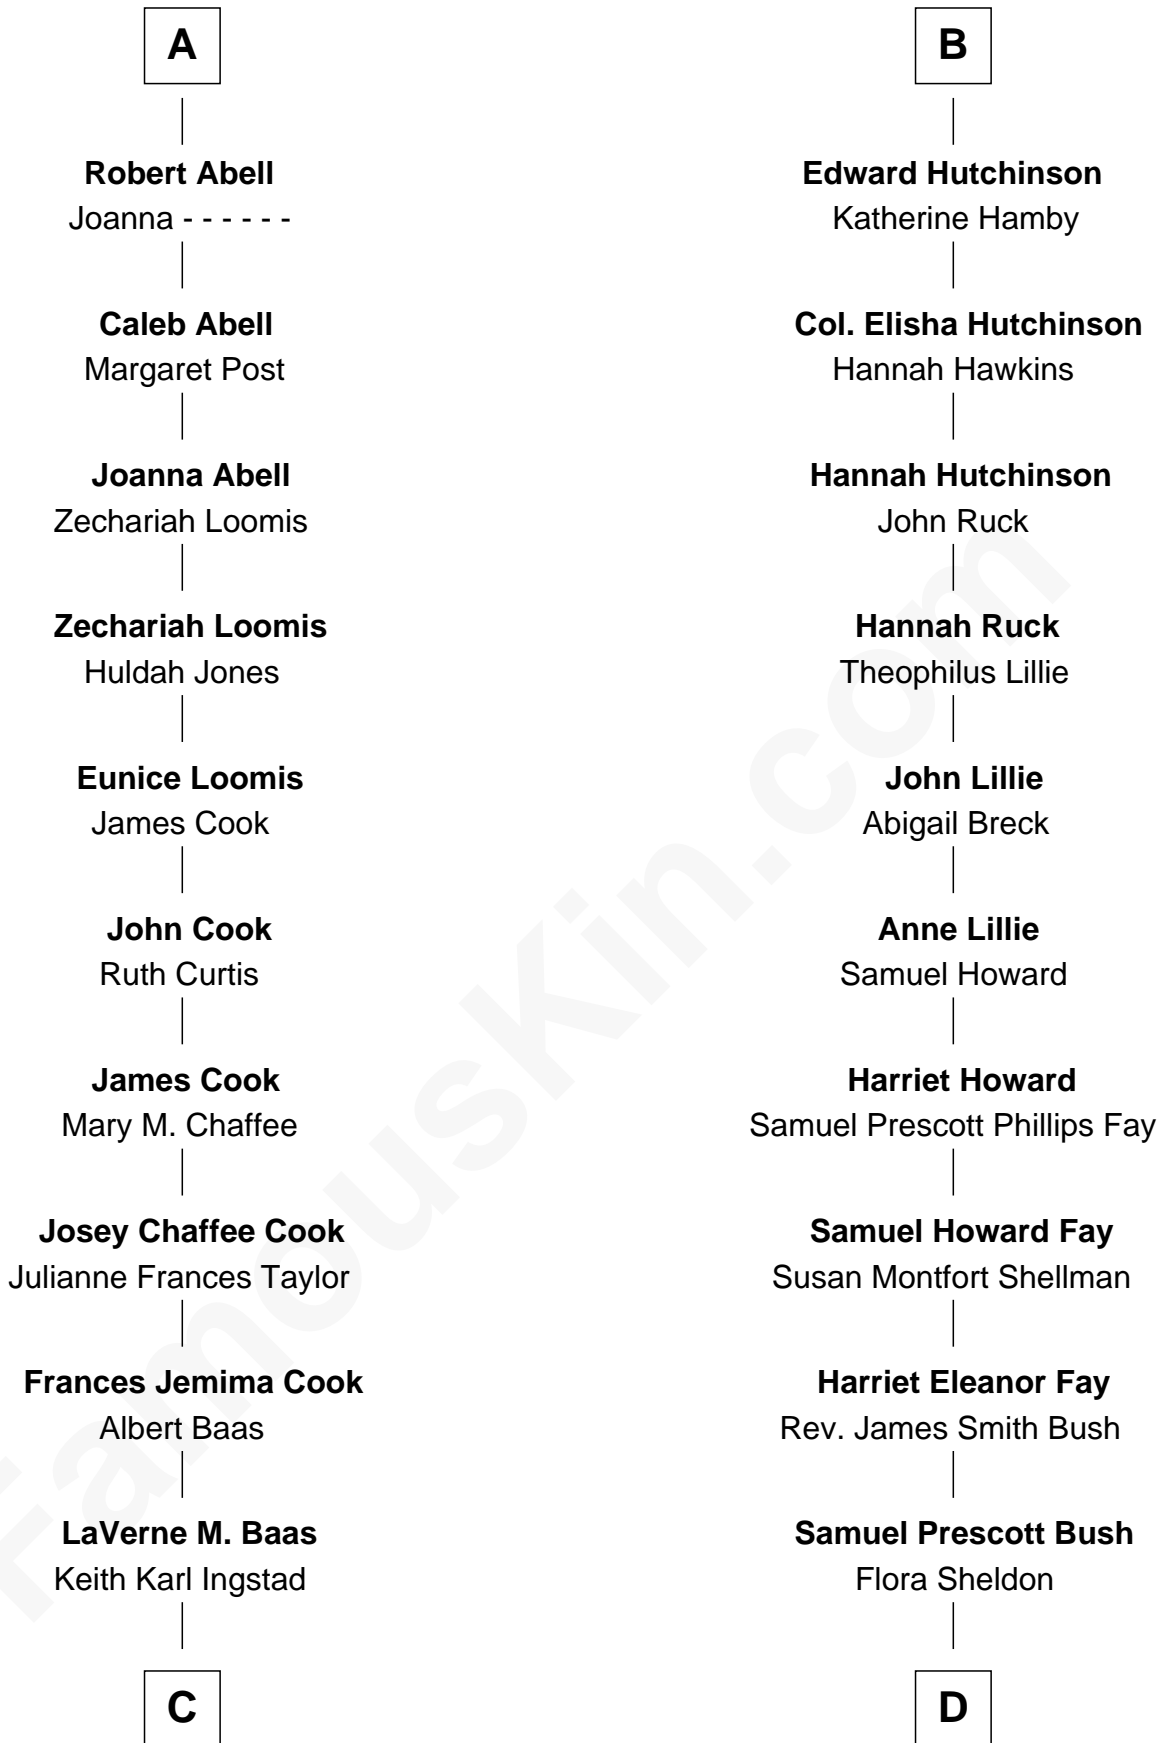 A
Robert Abell
Joanna - - - - - -
Caleb Abell
Margaret Post
Joanna Abell
Zechariah Loomis
Zechariah Loomis
Huldah Jones
Eunice Loomis
James Cook
John Cook
Ruth Curtis
James Cook
Mary M. Chaffee
Josey Chaffee Cook
Julianne Frances Taylor
Frances Jemima Cook
Albert Baas
LaVerne M. Baas
Keith Karl Ingstad
C
B
Edward Hutchinson
Katherine Hamby
Col. Elisha Hutchinson
Hannah Hawkins
Hannah Hutchinson
John Ruck
Hannah Ruck
Theophilus Lillie
John Lillie
Abigail Breck
Anne Lillie
Samuel Howard
Harriet Howard
Samuel Prescott Phillips Fay
Samuel Howard Fay
Susan Montfort Shellman
Harriet Eleanor Fay
Rev. James Smith Bush
Samuel Prescott Bush
Flora Sheldon
D
FamousKin.com